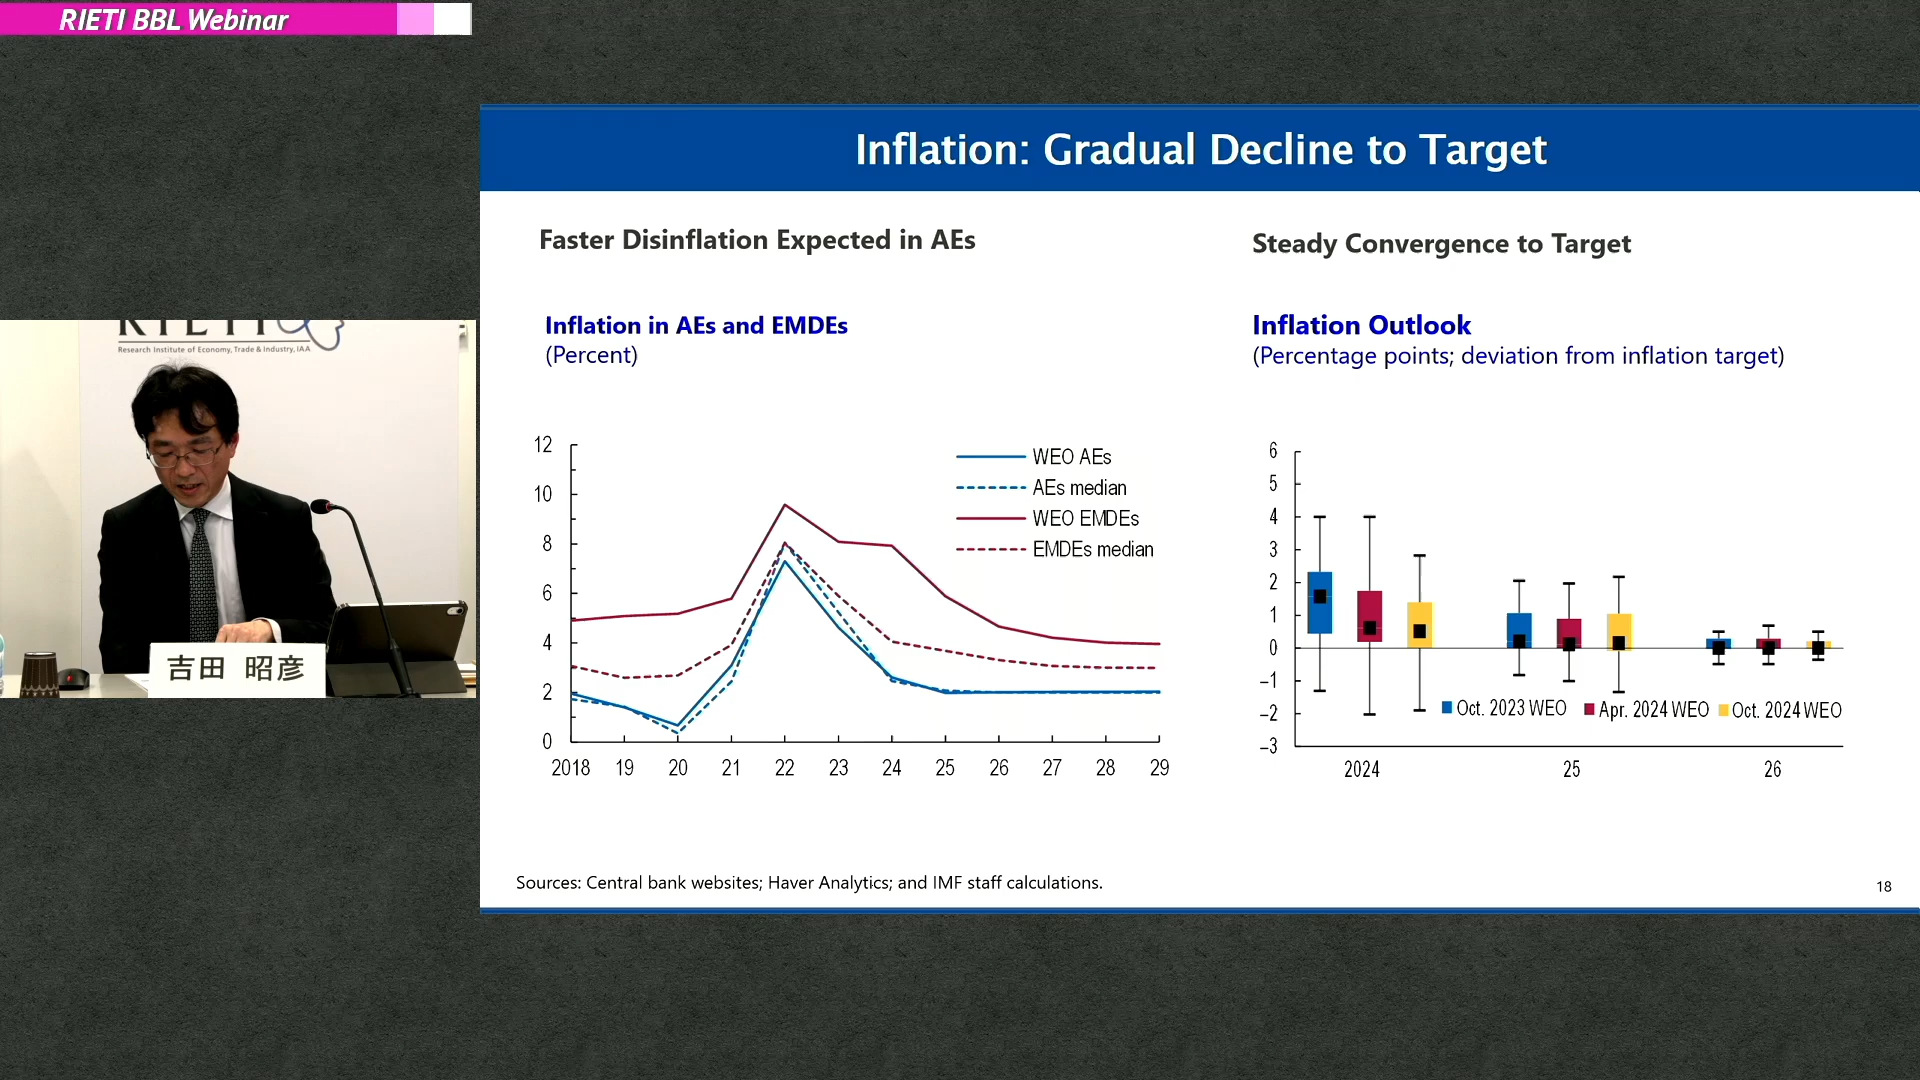 RIETI BBL Webinar
Inflation: Gradual Decline to Target
Faster Disinflation Expected in AEs
Inflation in AEs and EMDEs
(Percent)
12
10
8
6
4
2
0
WEO AEs
AEs median
WEO EMDEs
EMDEs median
2018 19 20 21 22 23 24 25 26 27 28 29
Steady Convergence to Target
Inflation Outlook
(Percentage points; deviation from inflation target)
6
5
4
3
2
1
0
−1
−2
−3
Oct. 2023 WEO Apr. 2024 WEO Oct. 2024 WEO
2024 25 26
Sources: Central bank websites; Haver Analytics; and IMF staff calculations.
18
RIETI
Research Institute of Economy, Trade & Industry, IAA
吉田 昭彦